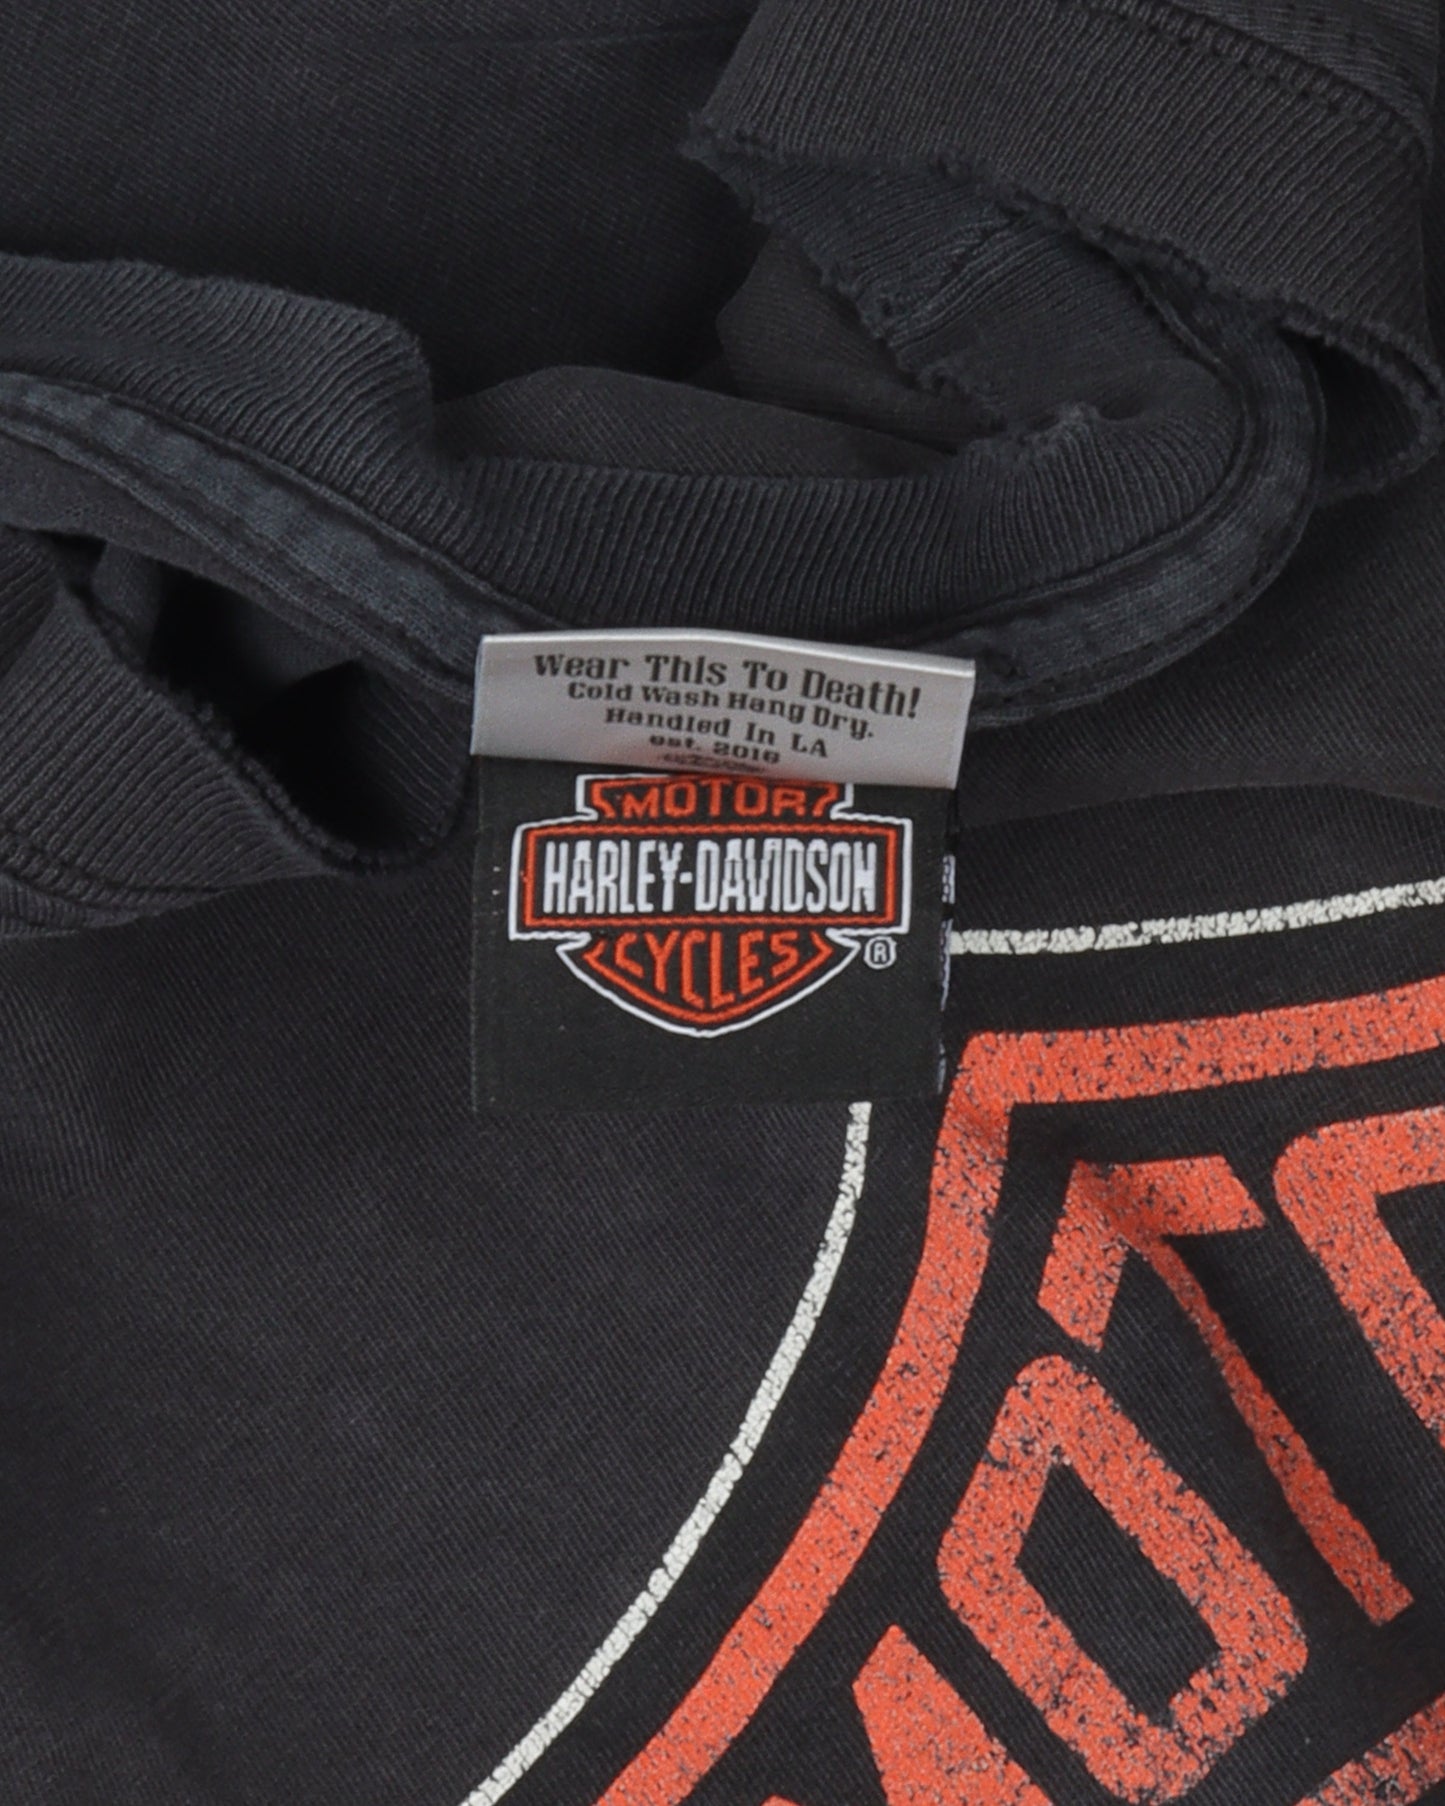 Wear This To Death!
Cold Wash Hang Dry.
Handled In LA
est. 2016
MOTOR
HARLEY-DAVIDSON
CYCLES
®